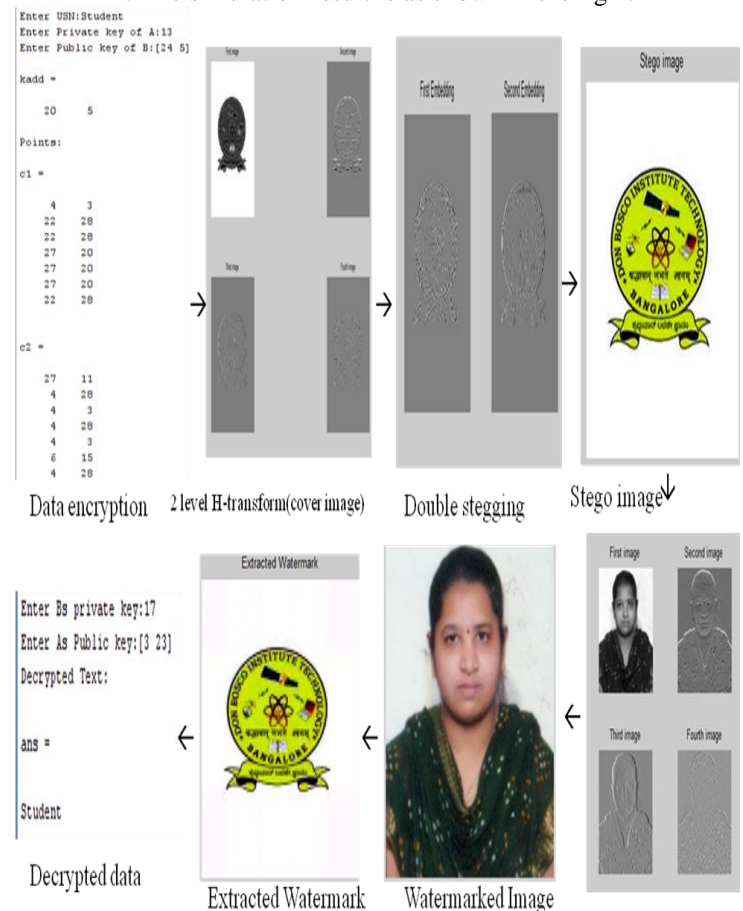 Enter USN:Student
Enter Private key of A:13
Enter Public key of B:[24 5]
kadd =
20 5
Points:
c1 =
4 3
22 28
22 28
27 20
27 20
27 20
22 28
c2 =
27 11
4 28
4 3
4 28
4 3
6 15
4 28
Data encryption
First image
Second image
Third image
Fourth image
2 level H-transform(cover image)
First Embedding
Second Embedding
Double stegging
Stego image
DON BOSCO INSTITUTE TECHNOLOGY
BANGALORE
Stego image
First image
Second image
Third image
Fourth image
Watermarked Image
Extracted Watermark
DON BOSCO INSTITUTE TECHNOLOGY
BANGALORE
Extracted Watermark
Enter Bs private key:17
Enter As Public key:[3 23]
Decrypted Text:
ans =
Student
Decrypted data